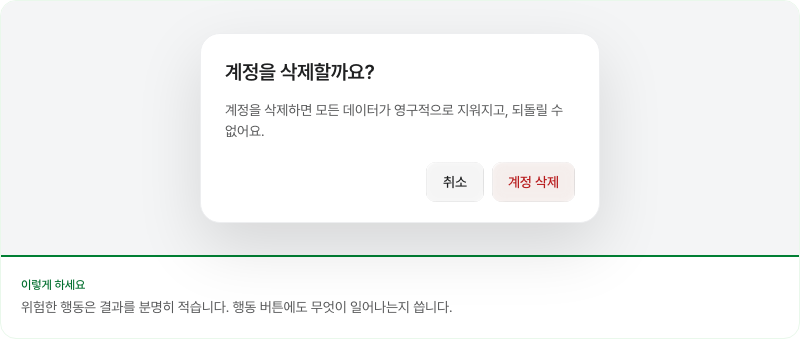 계정을 삭제할까요?
계정을 삭제하면 모든 데이터가 영구적으로 지워지고, 되돌릴 수
없어요.
취소
계정 삭제
이렇게 하세요
위험한 행동은 결과를 분명히 적습니다. 행동 버튼에도 무엇이 일어나는지 씁니다.